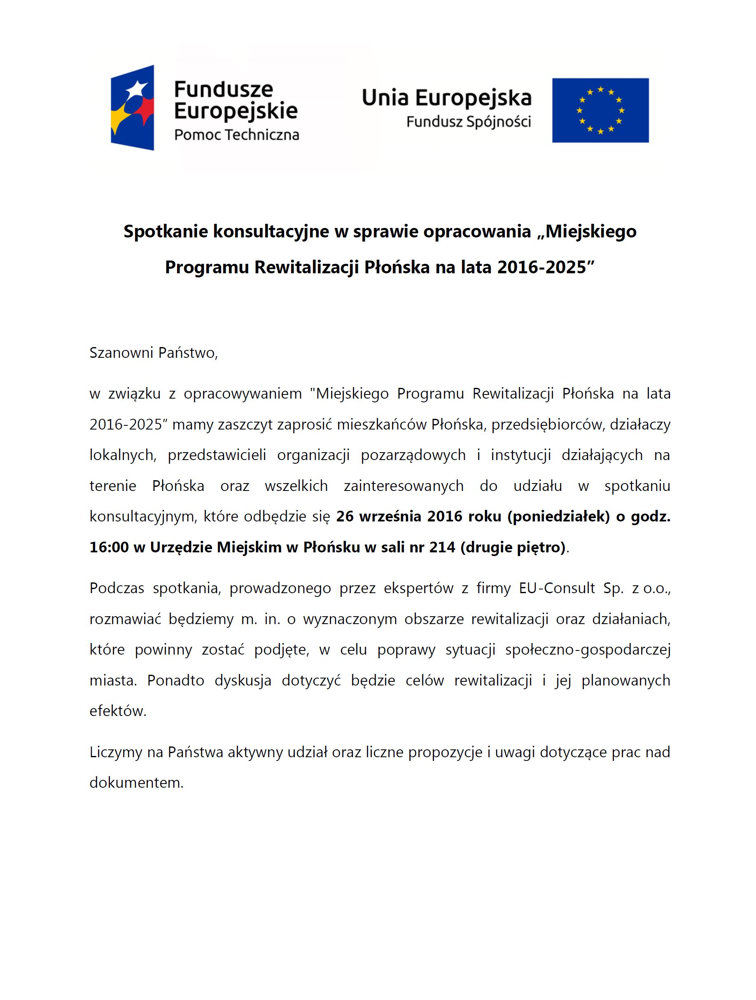 Fundusze
Europejskie
Pomoc Techniczna
Unia Europejska
Fundusz Spójności
Spotkanie konsultacyjne w sprawie opracowania „Miejskiego
Programu Rewitalizacji Płońska na lata 2016-2025”
Szanowni Państwo,
w związku z opracowywaniem "Miejskiego Programu Rewitalizacji Płońska na lata
2016-2025” mamy zaszczyt zaprosić mieszkańców Płońska, przedsiębiorców, działaczy
lokalnych, przedstawicieli organizacji pozarządowych i instytucji działających na
terenie Płońska oraz wszelkich zainteresowanych do udziału w spotkaniu
konsultacyjnym, które odbędzie się 26 września 2016 roku (poniedziałek) o godz.
16:00 w Urzędzie Miejskim w Płońsku w sali nr 214 (drugie piętro).
Podczas spotkania, prowadzonego przez ekspertów z firmy EU-Consult Sp. z o.o.,
rozmawiać będziemy m. in. o wyznaczonym obszarze rewitalizacji oraz działaniach,
które powinny zostać podjęte, w celu poprawy sytuacji społeczno-gospodarczej
miasta. Ponadto dyskusja dotyczyć będzie celów rewitalizacji i jej planowanych
efektów.
Liczymy na Państwa aktywny udział oraz liczne propozycje i uwagi dotyczące prac nad
dokumentem.